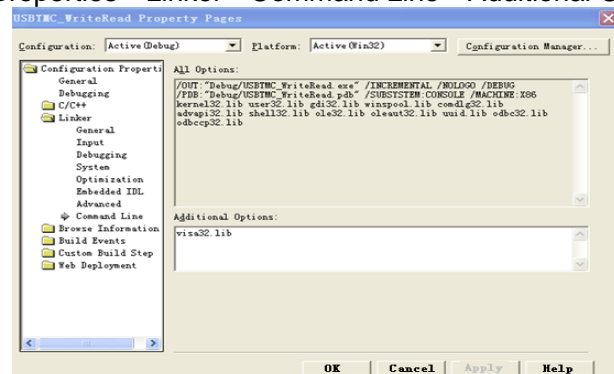 Properties---Linker---Command Line---Additional
USBTMC_WriteRead Property Pages
Configuration: Active(Debug) Platform: Active(Win32) Configuration Manager...
Configuration Properti
General
Debugging
C/C++
Linker
General
Input
Debugging
System
Optimization
Embedded IDL
Advanced
Command Line
Browse Information
Build Events
Custom Build Step
Web Deployment
All Options:
/OUT:"Debug/USBTMC_WriteRead.exe" /INCREMENTAL /NOLOGO /DEBUG
/PDB:"Debug/USBTMC_WriteRead.pdb" /SUBSYSTEM:CONSOLE /MACHINE:X86
kernel32.lib user32.lib gdi32.lib winspool.lib comdlg32.lib
advapi32.lib shell32.lib ole32.lib oleaut32.lib uuid.lib odbc32.lib
odbccp32.lib
Additional Options:
visa32.lib
OK Cancel Apply Help